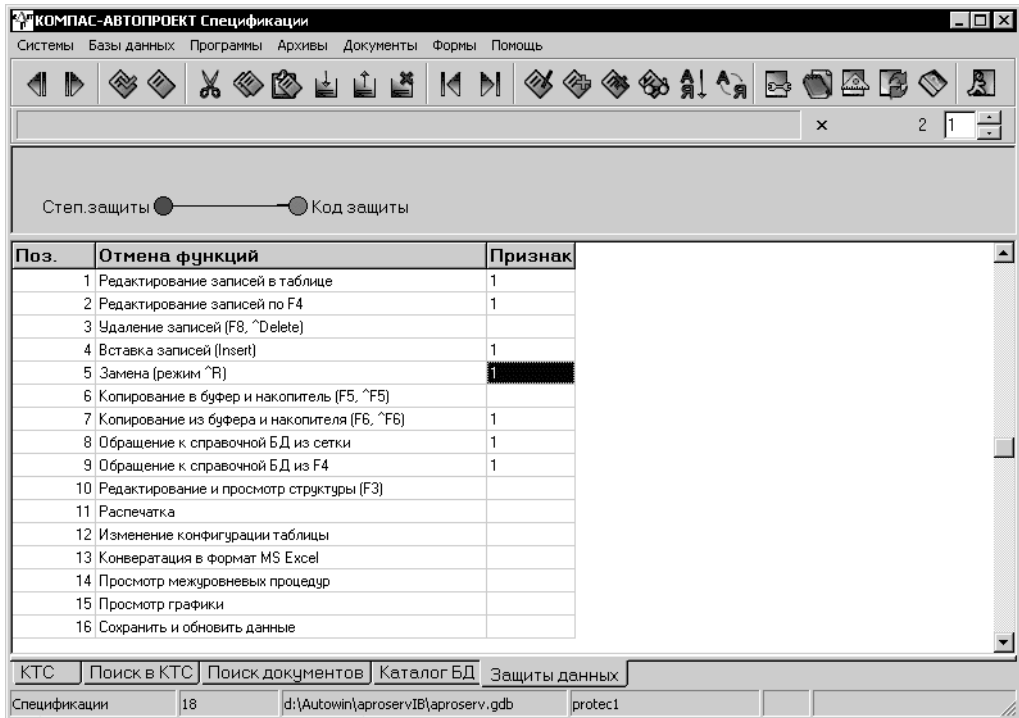 КОМПАС-АВТОПРОЕКТ Спецификации
Системы Базы данных Программы Архивы Документы Формы Помощь
2 1
Степ.защиты Код защиты
Поз. Отмена функций Признак
1 Редактирование записей в таблице 1
2 Редактирование записей по F4 1
3 Удаление записей (F8, ^Delete)
4 Вставка записей (Insert) 1
5 Замена (режим ^R) 1
6 Копирование в буфер и накопитель (F5, ^F5)
7 Копирование из буфера и накопителя (F6, ^F6) 1
8 Обращение к справочной БД из сетки 1
9 Обращение к справочной БД из F4 1
10 Редактирование и просмотр структуры (F3)
11 Распечатка
12 Изменение конфигурации таблицы
13 Конвератация в формат MS Excel
14 Просмотр межуровневых процедур
15 Просмотр графики
16 Сохранить и обновить данные
КТС Поиск в КТС Поиск документов Каталог БД Защиты данных
Спецификации 18 d:\Autowin\aproservIB\aproserv.gdb protec1